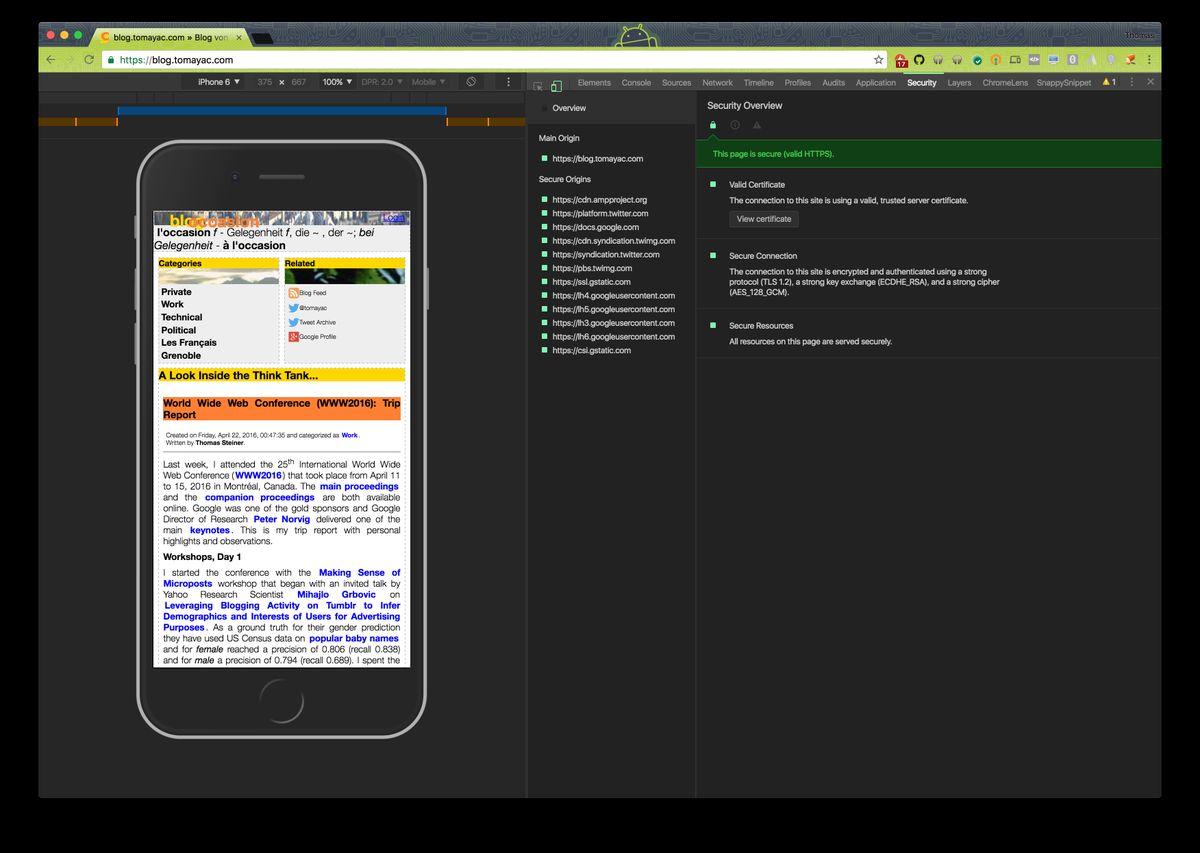 blog.tomayac.com » Blog von
Thomas
https://blog.tomayac.com
17
iPhone 6 ▼ 375 × 667 100% ▼ DPR: 2.0 ▼ Mobile ▼
Elements Console Sources Network Timeline Profiles Audits Application Security Layers ChromeLens SnappySnippet 1
Overview
Main Origin
https://blog.tomayac.com
Secure Origins
https://cdn.ampproject.org
https://platform.twitter.com
https://docs.google.com
https://cdn.syndication.twimg.com
https://syndication.twitter.com
https://pbs.twimg.com
https://ssl.gstatic.com
https://lh4.googleusercontent.com
https://lh5.googleusercontent.com
https://lh3.googleusercontent.com
https://lh6.googleusercontent.com
https://csi.gstatic.com
Security Overview
This page is secure (valid HTTPS).
Valid Certificate
The connection to this site is using a valid, trusted server certificate.
View certificate
Secure Connection
The connection to this site is encrypted and authenticated using a strong
protocol (TLS 1.2), a strong key exchange (ECDHE_RSA), and a strong cipher
(AES_128_GCM).
Secure Resources
All resources on this page are served securely.
Login
l'occasion f - Gelegenheit f, die ~ , der ~; bei
Gelegenheit - à l'occasion
Categories
Private
Work
Technical
Political
Les Français
Grenoble
Related
Blog Feed
@tomayac
Tweet Archive
Google Profile
A Look Inside the Think Tank...
World Wide Web Conference (WWW2016): Trip
Report
Created on Friday, April 22, 2016, 00:47:35 and categorized as Work .
Written by Thomas Steiner.
Last week, I attended the 25th International World Wide
Web Conference (WWW2016) that took place from April 11
to 15, 2016 in Montréal, Canada. The main proceedings
and the companion proceedings are both available
online. Google was one of the gold sponsors and Google
Director of Research Peter Norvig delivered one of the
main keynotes. This is my trip report with personal
highlights and observations.
Workshops, Day 1
I started the conference with the Making Sense of
Microposts workshop that began with an invited talk by
Yahoo Research Scientist Mihajlo Grbovic on
Leveraging Blogging Activity on Tumblr to Infer
Demographics and Interests of Users for Advertising
Purposes. As a ground truth for their gender prediction
they have used US Census data on popular baby names
and for female reached a precision of 0.806 (recall 0.838)
and for male a precision of 0.794 (recall 0.689). I spent the